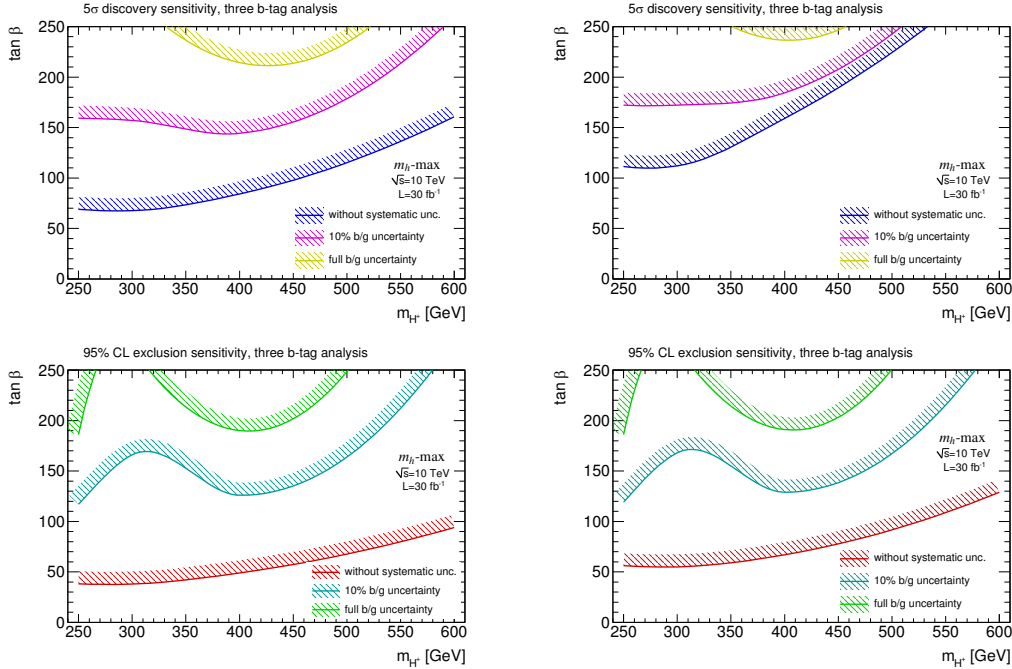 5σ discovery sensitivity, three b-tag analysis
tan β
250
200
150
100
50
0
m_h-max
√s=10 TeV
L=30 fb⁻¹
without systematic unc.
10% b/g uncertainty
full b/g uncertainty
250 300 350 400 450 500 550 600
m_H⁺ [GeV]
5σ discovery sensitivity, three b-tag analysis
tan β
250
200
150
100
50
0
m_h-max
√s=10 TeV
L=30 fb⁻¹
without systematic unc.
10% b/g uncertainty
full b/g uncertainty
250 300 350 400 450 500 550 600
m_H⁺ [GeV]
95% CL exclusion sensitivity, three b-tag analysis
tan β
250
200
150
100
50
0
m_h-max
√s=10 TeV
L=30 fb⁻¹
without systematic unc.
10% b/g uncertainty
full b/g uncertainty
250 300 350 400 450 500 550 600
m_H⁺ [GeV]
95% CL exclusion sensitivity, three b-tag analysis
tan β
250
200
150
100
50
0
m_h-max
√s=10 TeV
L=30 fb⁻¹
without systematic unc.
10% b/g uncertainty
full b/g uncertainty
250 300 350 400 450 500 550 600
m_H⁺ [GeV]